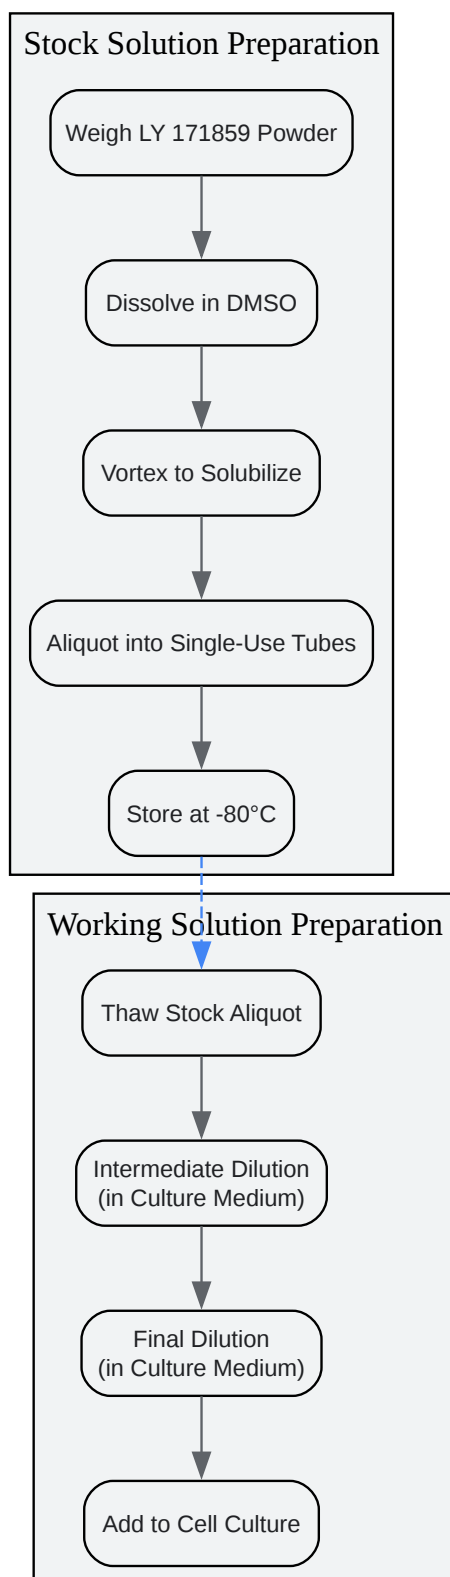 Stock Solution Preparation
Weigh LY 171859 Powder
Dissolve in DMSO
Vortex to Solubilize
Aliquot into Single-Use Tubes
Store at -80°C
Working Solution Preparation
Thaw Stock Aliquot
Intermediate Dilution
(in Culture Medium)
Final Dilution
(in Culture Medium)
Add to Cell Culture